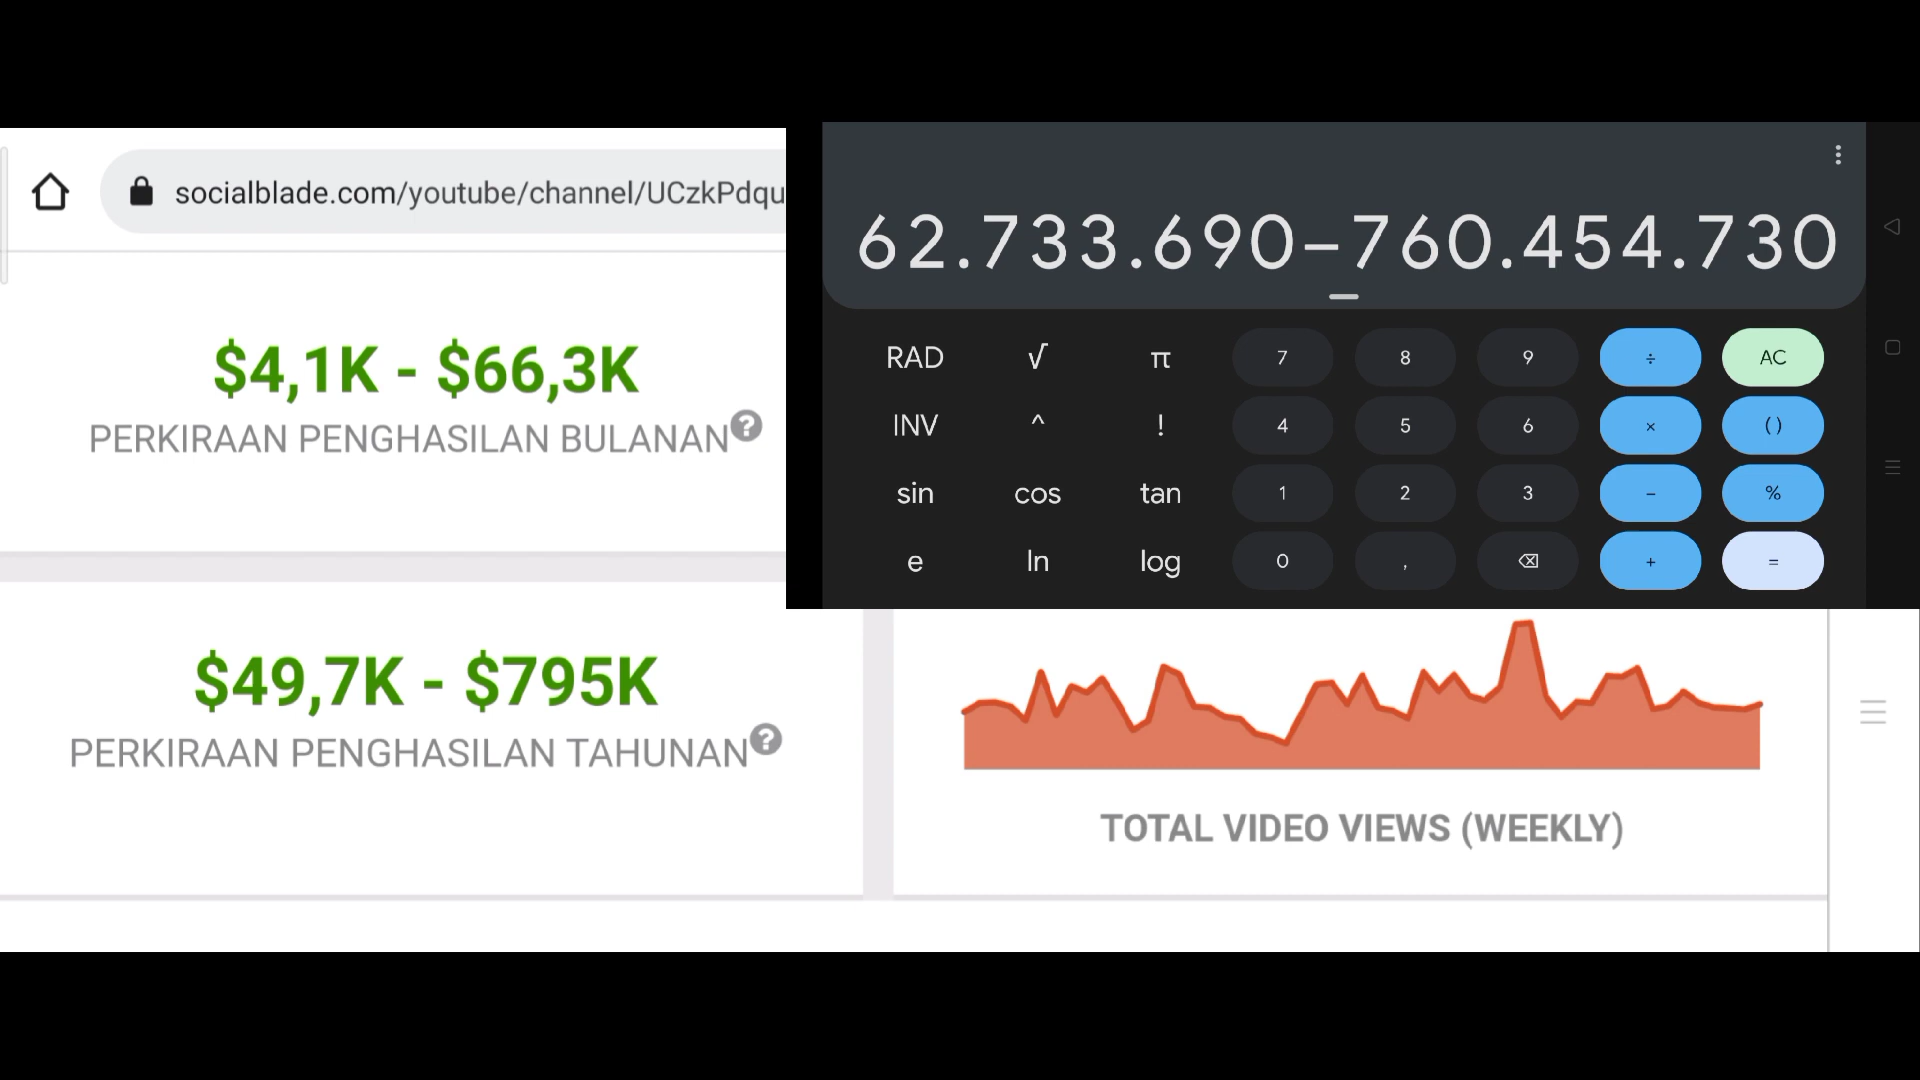 socialblade.com/youtube/channel/UCzkPdqu
$4,1K - $66,3K
PERKIRAAN PENGHASILAN BULANAN ?
$49,7K - $795K
PERKIRAAN PENGHASILAN TAHUNAN ?
62.733.690–760.454.730
RAD √ π 7 8 9 ÷ AC
INV ^ ! 4 5 6 × ( )
sin cos tan 1 2 3 – %
e ln log 0 , + =
TOTAL VIDEO VIEWS (WEEKLY)